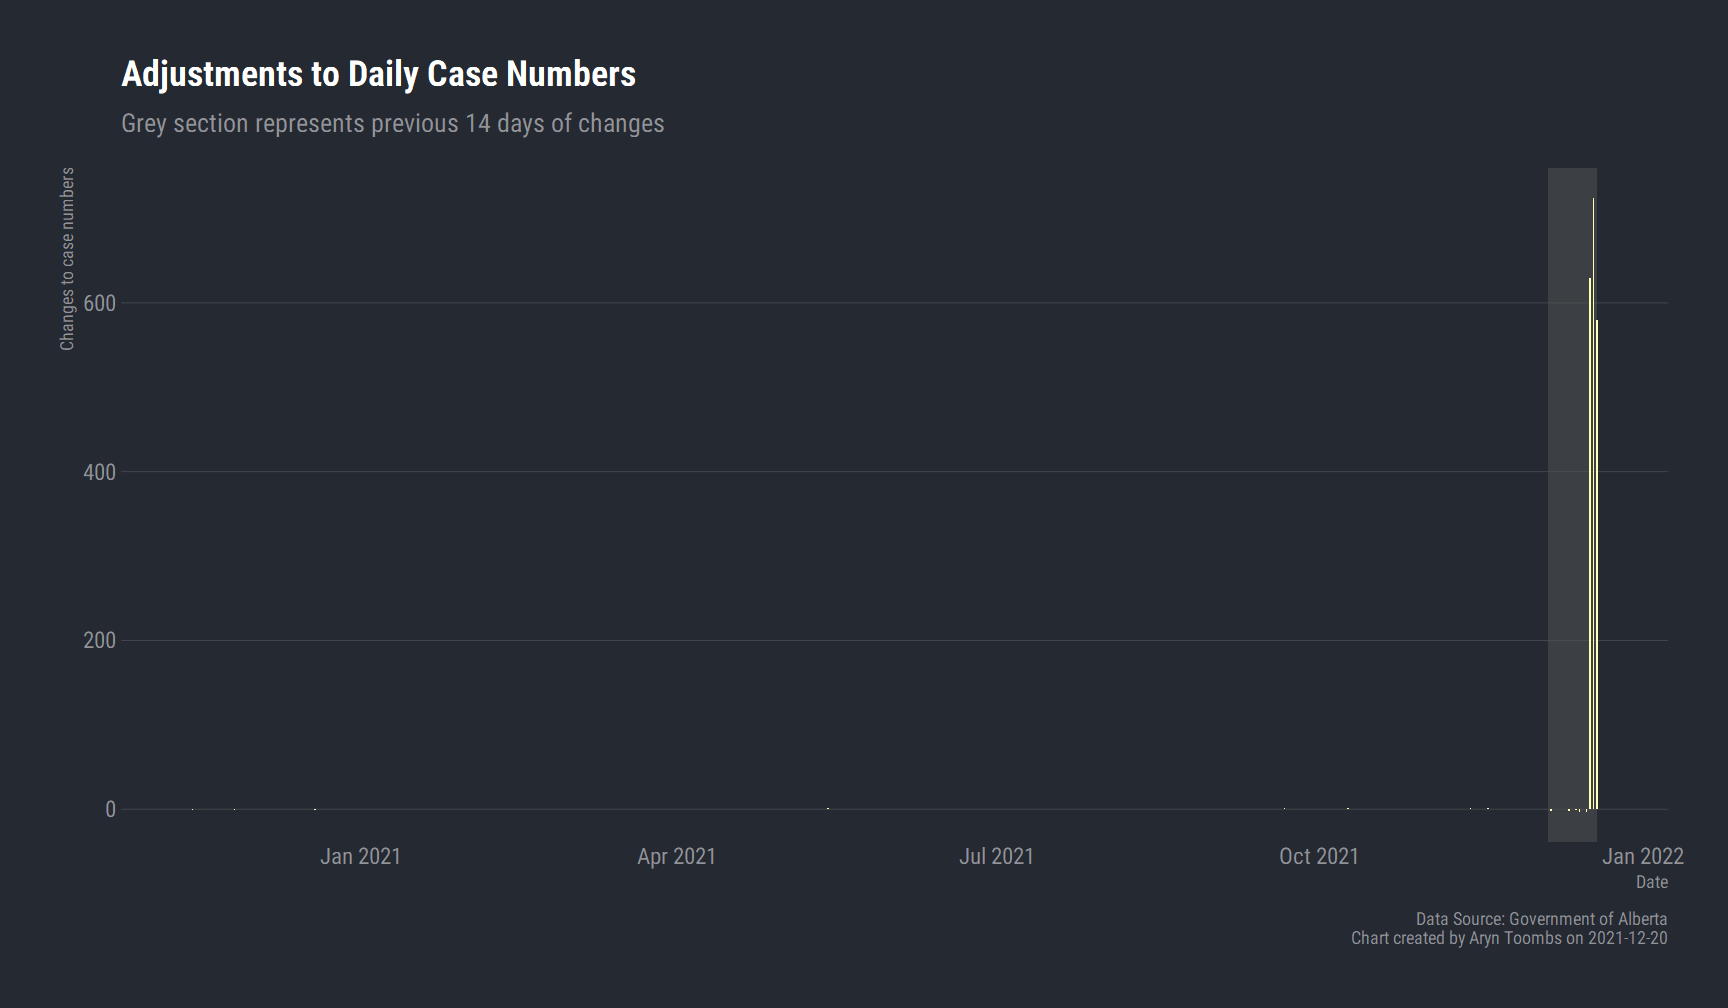 Adjustments to Daily Case Numbers
Grey section represents previous 14 days of changes
Changes to case numbers
600
400
200
0
Jan 2021
Apr 2021
Jul 2021
Oct 2021
Jan 2022
Date
Data Source: Government of Alberta
Chart created by Aryn Toombs on 2021-12-20